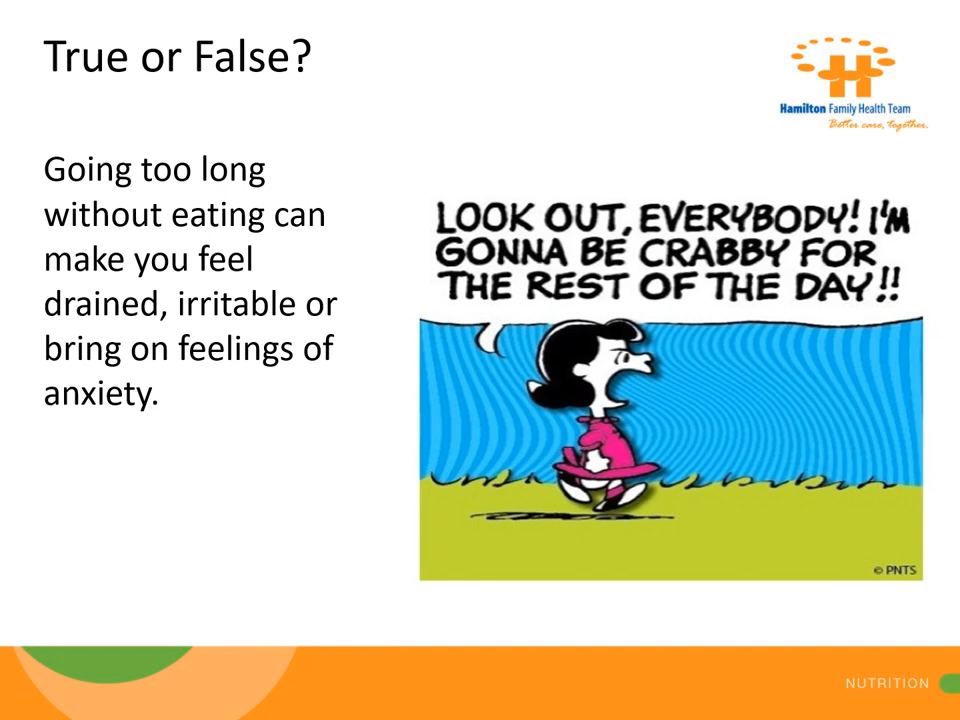 True or False?
Hamilton Family Health Team
Better care, together.
Going too long
without eating can
make you feel
drained, irritable or
bring on feelings of
anxiety.
LOOK OUT, EVERYBODY! I'M
GONNA BE CRABBY FOR
THE REST OF THE DAY!!
© PNTS
NUTRITION